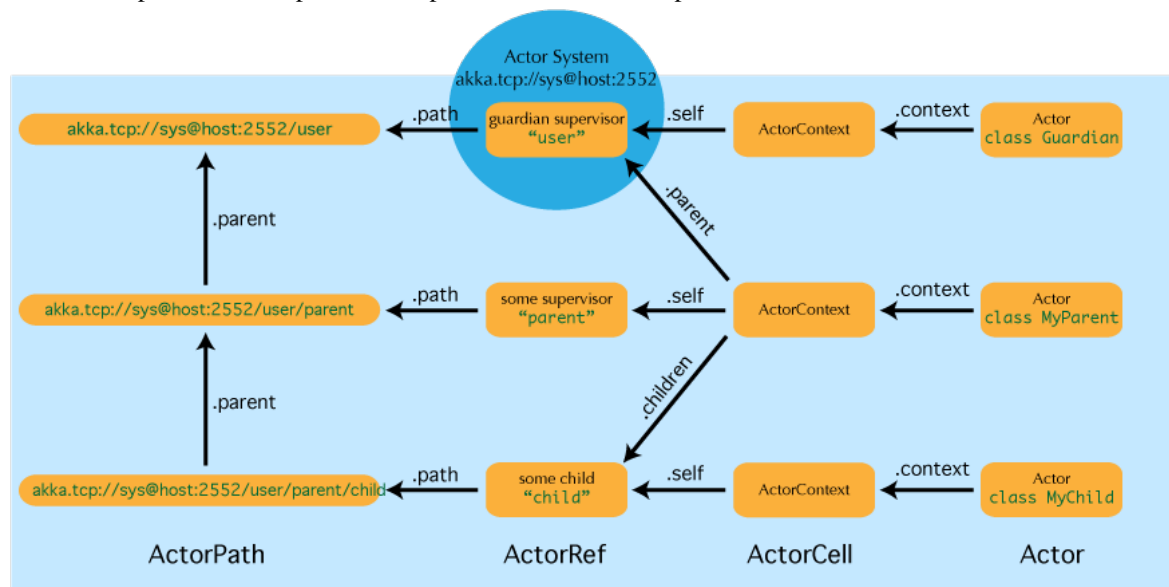 Actor System
akka.tcp://sys@host:2552
akka.tcp://sys@host:2552/user
.path
guardian supervisor
“user”
.self
ActorContext
.context
Actor
class Guardian
.parent
.parent
akka.tcp://sys@host:2552/user/parent
.path
some supervisor
“parent”
.self
ActorContext
.context
Actor
class MyParent
.parent
.children
akka.tcp://sys@host:2552/user/parent/child
.path
some child
“child”
.self
ActorContext
.context
Actor
class MyChild
ActorPath
ActorRef
ActorCell
Actor